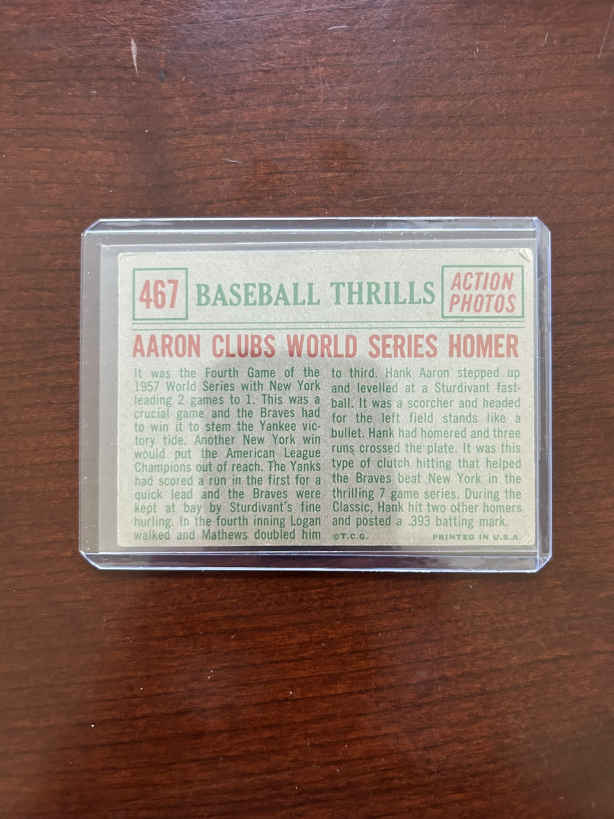 467
BASEBALL THRILLS
ACTION
PHOTOS
AARON CLUBS WORLD SERIES HOMER
It was the Fourth Game of the
1957 World Series with New York
leading 2 games to 1. This was a
crucial game and the Braves had
to win it to stem the Yankee vic-
tory tide. Another New York win
would put the American League
Champions out of reach. The Yanks
had scored a run in the first for a
quick lead and the Braves were
kept at bay by Sturdivant's fine
hurling. In the fourth inning Logan
walked and Mathews doubled him
to third. Hank Aaron stepped up
and levelled at a Sturdivant fast-
ball. It was a scorcher and headed
for the left field stands like a
bullet. Hank had homered and three
runs crossed the plate. It was this
type of clutch hitting that helped
the Braves beat New York in the
thrilling 7 game series. During the
Classic, Hank hit two other homers
and posted a .393 batting mark.
©T.C.G. PRINTED IN U.S.A.